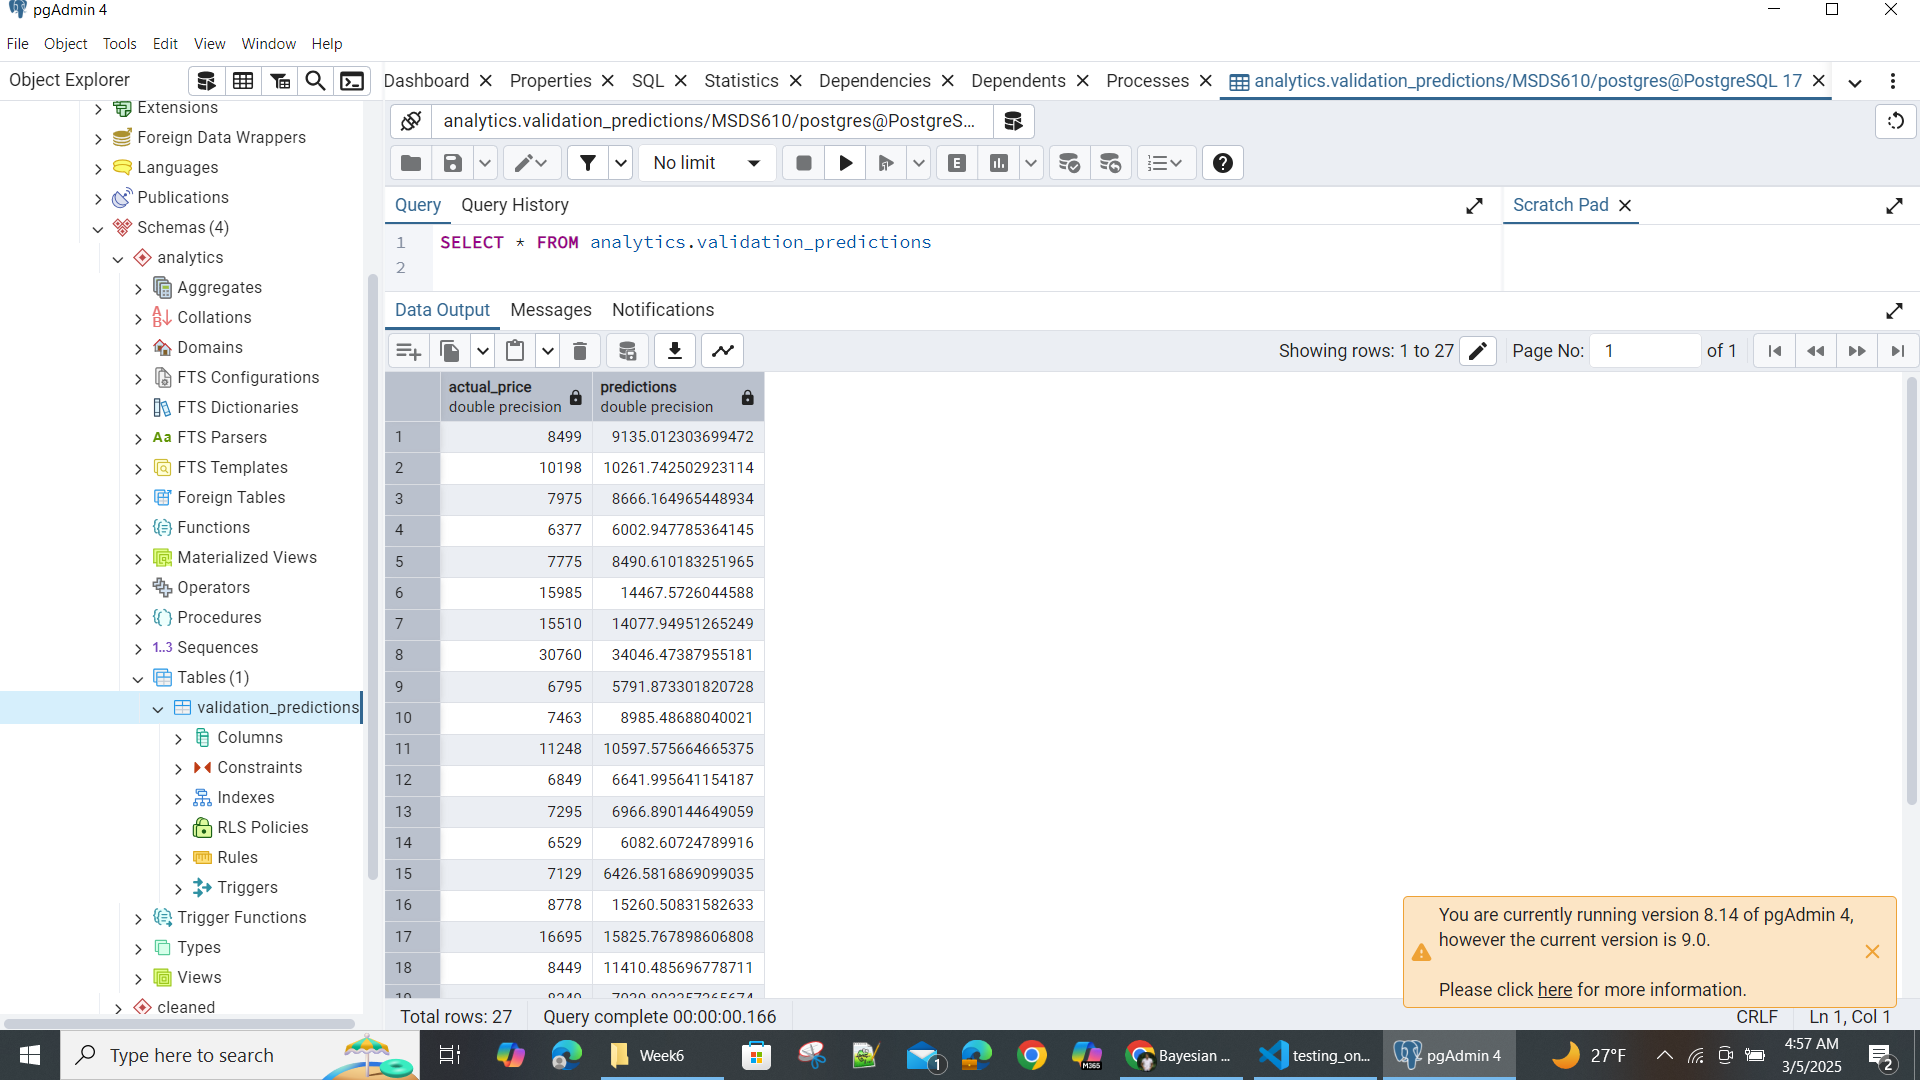 pgAdmin 4
File Object Tools Edit View Window Help
Object Explorer
Dashboard Properties SQL Statistics Dependencies Dependents Processes analytics.validation_predictions/MSDS610/postgres@PostgreSQL 17
Extensions
Foreign Data Wrappers
Languages
Publications
Schemas (4)
analytics
Aggregates
Collations
Domains
FTS Configurations
FTS Dictionaries
FTS Parsers
FTS Templates
Foreign Tables
Functions
Materialized Views
Operators
Procedures
1..3 Sequences
Tables (1)
validation_predictions
Columns
Constraints
Indexes
RLS Policies
Rules
Triggers
Trigger Functions
Types
Views
cleaned
analytics.validation_predictions/MSDS610/postgres@PostgreS...
No limit E
Query Query History
Scratch Pad
1 SELECT * FROM analytics.validation_predictions
2
Data Output Messages Notifications
Showing rows: 1 to 27 Page No: 1 of 1
actual_price predictions
double precision double precision
1 8499 9135.012303699472
2 10198 10261.742502923114
3 7975 8666.164965448934
4 6377 6002.947785364145
5 7775 8490.610183251965
6 15985 14467.5726044588
7 15510 14077.94951265249
8 30760 34046.47387955181
9 6795 5791.873301820728
10 7463 8985.48688040021
11 11248 10597.575664665375
12 6849 6641.995641154187
13 7295 6966.890144649059
14 6529 6082.60724789916
15 7129 6426.5816869099035
16 8778 15260.50831582633
17 16695 15825.767898606808
18 8449 11410.485696778711
You are currently running version 8.14 of pgAdmin 4,
however the current version is 9.0.
Please click here for more information.
Total rows: 27 Query complete 00:00:00.166
CRLF Ln 1, Col 1
Type here to search
Week6
1
M365
Bayesian ...
testing_on...
pgAdmin 4
27°F
4:57 AM
3/5/2025
2